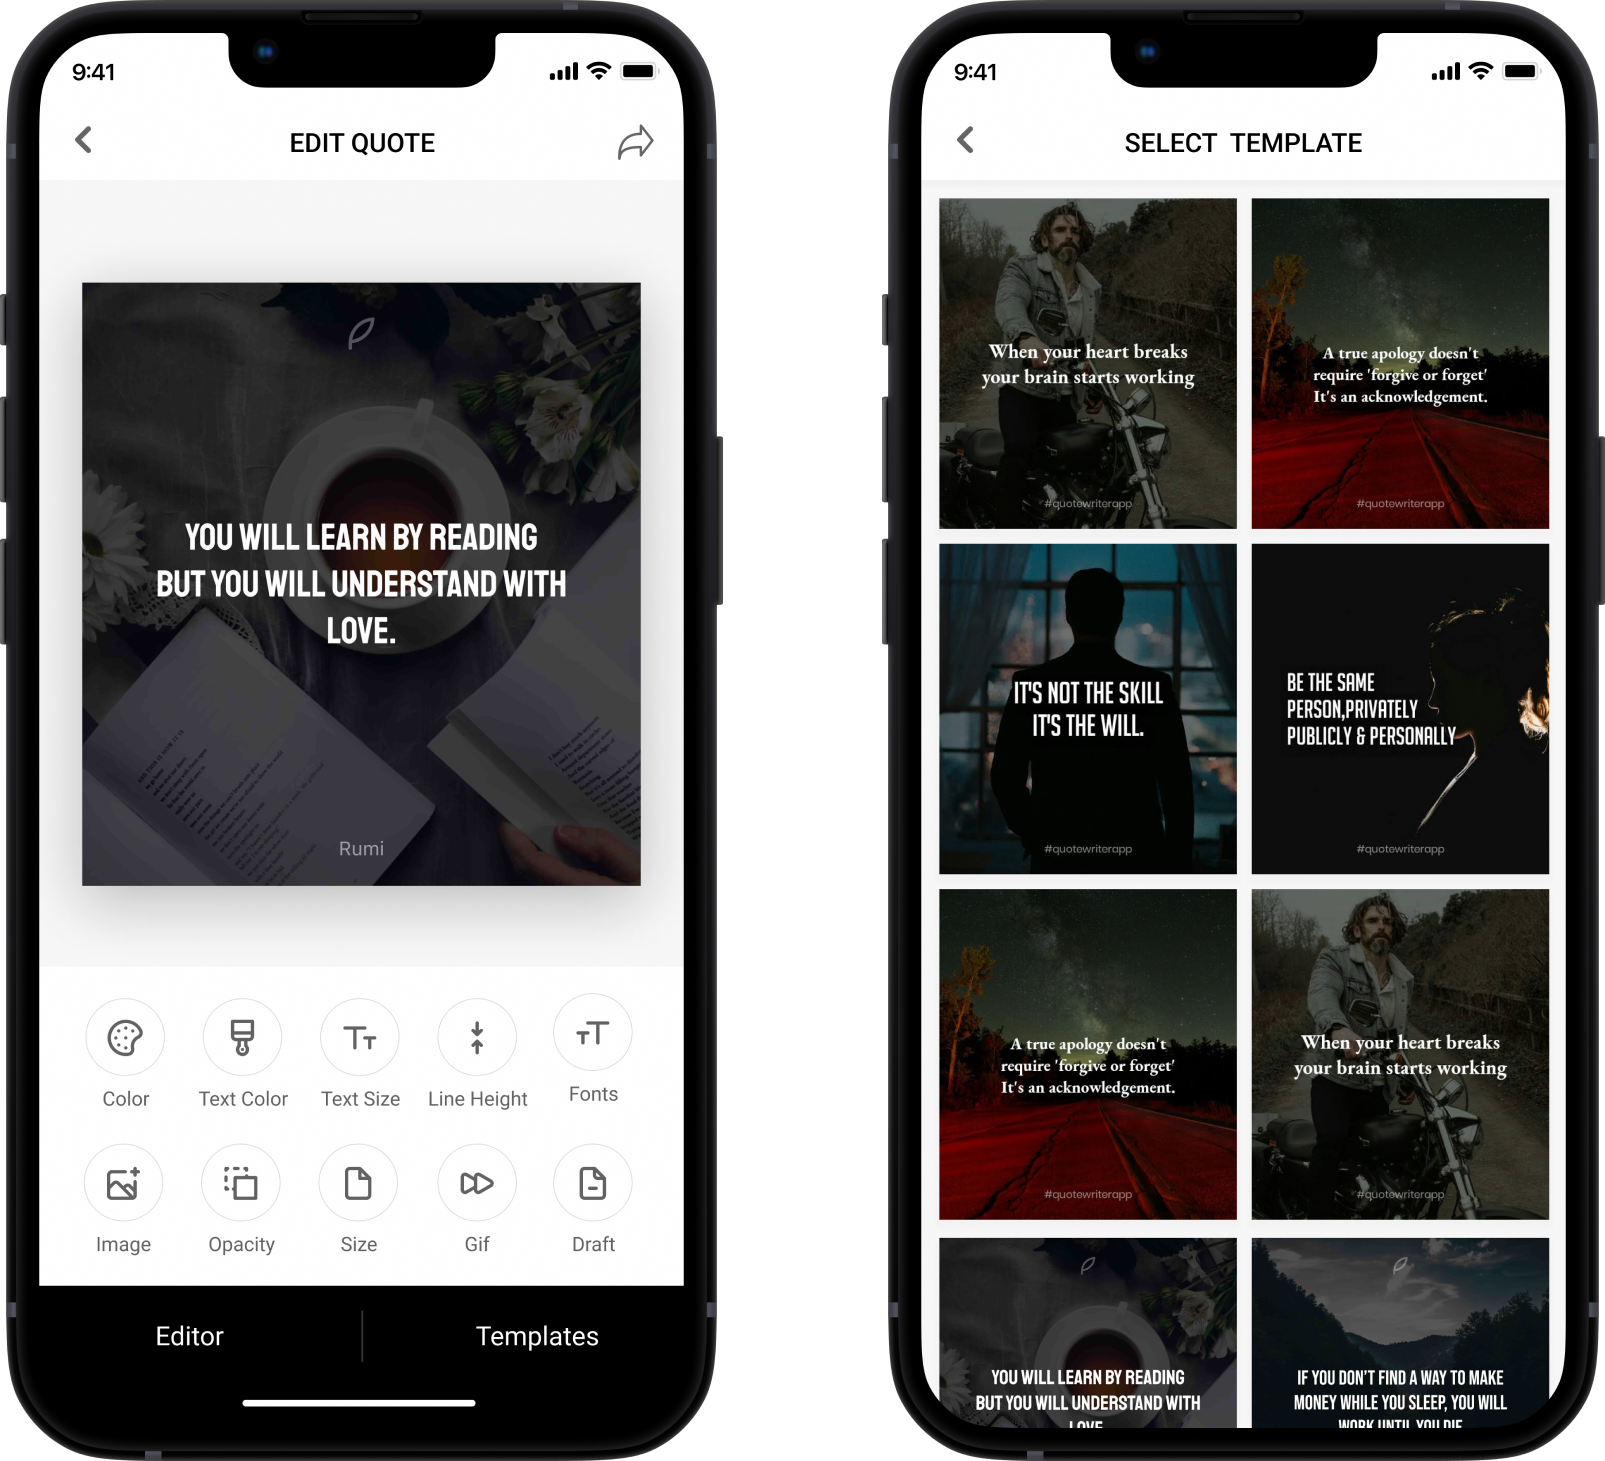 9:41
EDIT QUOTE
YOU WILL LEARN BY READING
BUT YOU WILL UNDERSTAND WITH
LOVE.
Rumi
Color
Text Color
Text Size
Line Height
Fonts
Image
Opacity
Size
Gif
Draft
Editor
Templates
9:41
SELECT TEMPLATE
When your heart breaks
your brain starts working
#quotewriterapp
A true apology doesn't
require 'forgive or forget'
It's an acknowledgement.
#quotewriterapp
IT'S NOT THE SKILL
IT'S THE WILL.
#quotewriterapp
BE THE SAME
PERSON,PRIVATELY
PUBLICLY & PERSONALLY
#quotewriterapp
A true apology doesn't
require 'forgive or forget'
It's an acknowledgement.
#quotewriterapp
When your heart breaks
your brain starts working
#quotewriterapp
YOU WILL LEARN BY READING
BUT YOU WILL UNDERSTAND WITH
LOVE
IF YOU DON'T FIND A WAY TO MAKE
MONEY WHILE YOU SLEEP, YOU WILL
WORK UNTIL YOU DIE